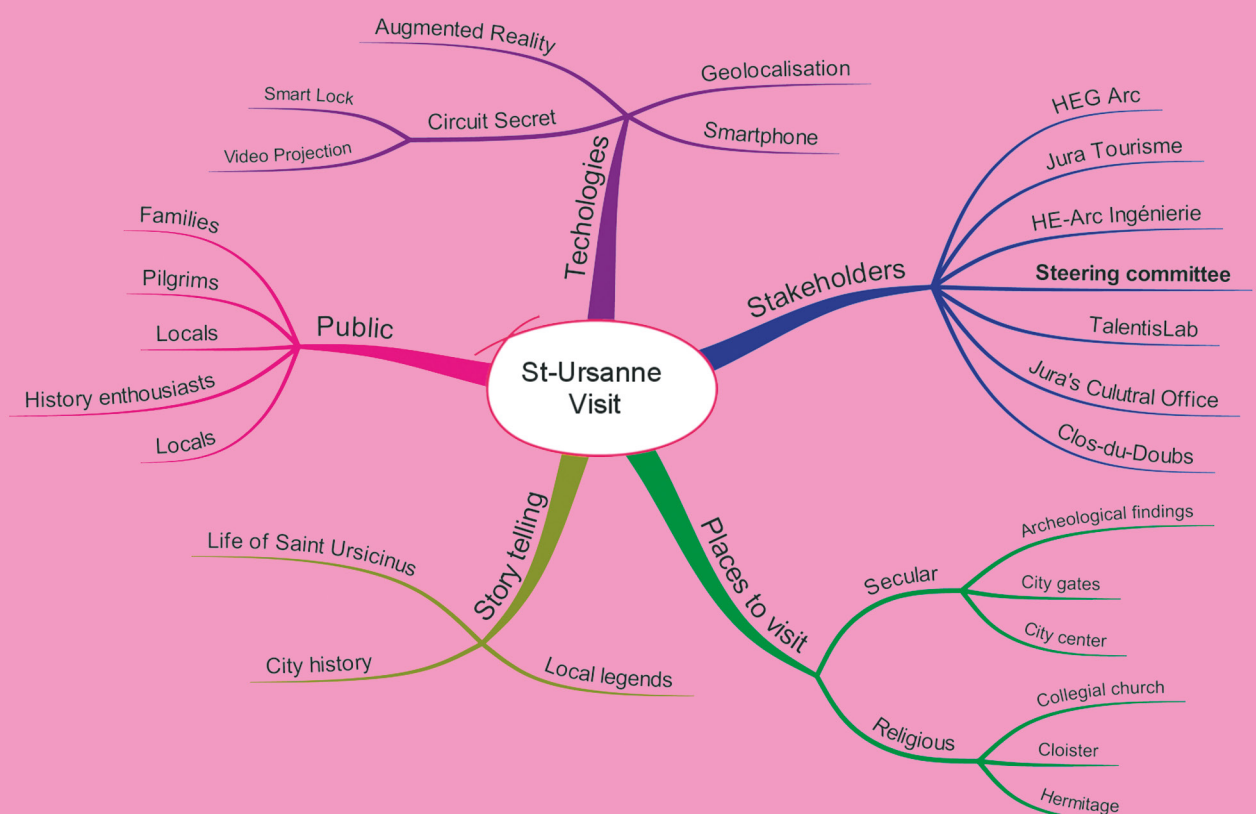 St-Ursanne
Visit
Techologies
Augmented Reality
Circuit Secret
Smart Lock
Video Projection
Geolocalisation
Smartphone
Stakeholders
HEG Arc
Jura Tourisme
HE-Arc Ingénierie
Steering committee
TalentisLab
Jura's Culutral Office
Clos-du-Doubs
Places to visit
Secular
Archeological findings
City gates
City center
Religious
Collegial church
Cloister
Hermitage
Story telling
Life of Saint Ursicinus
City history
Local legends
Public
Families
Pilgrims
Locals
History enthousiasts
Locals